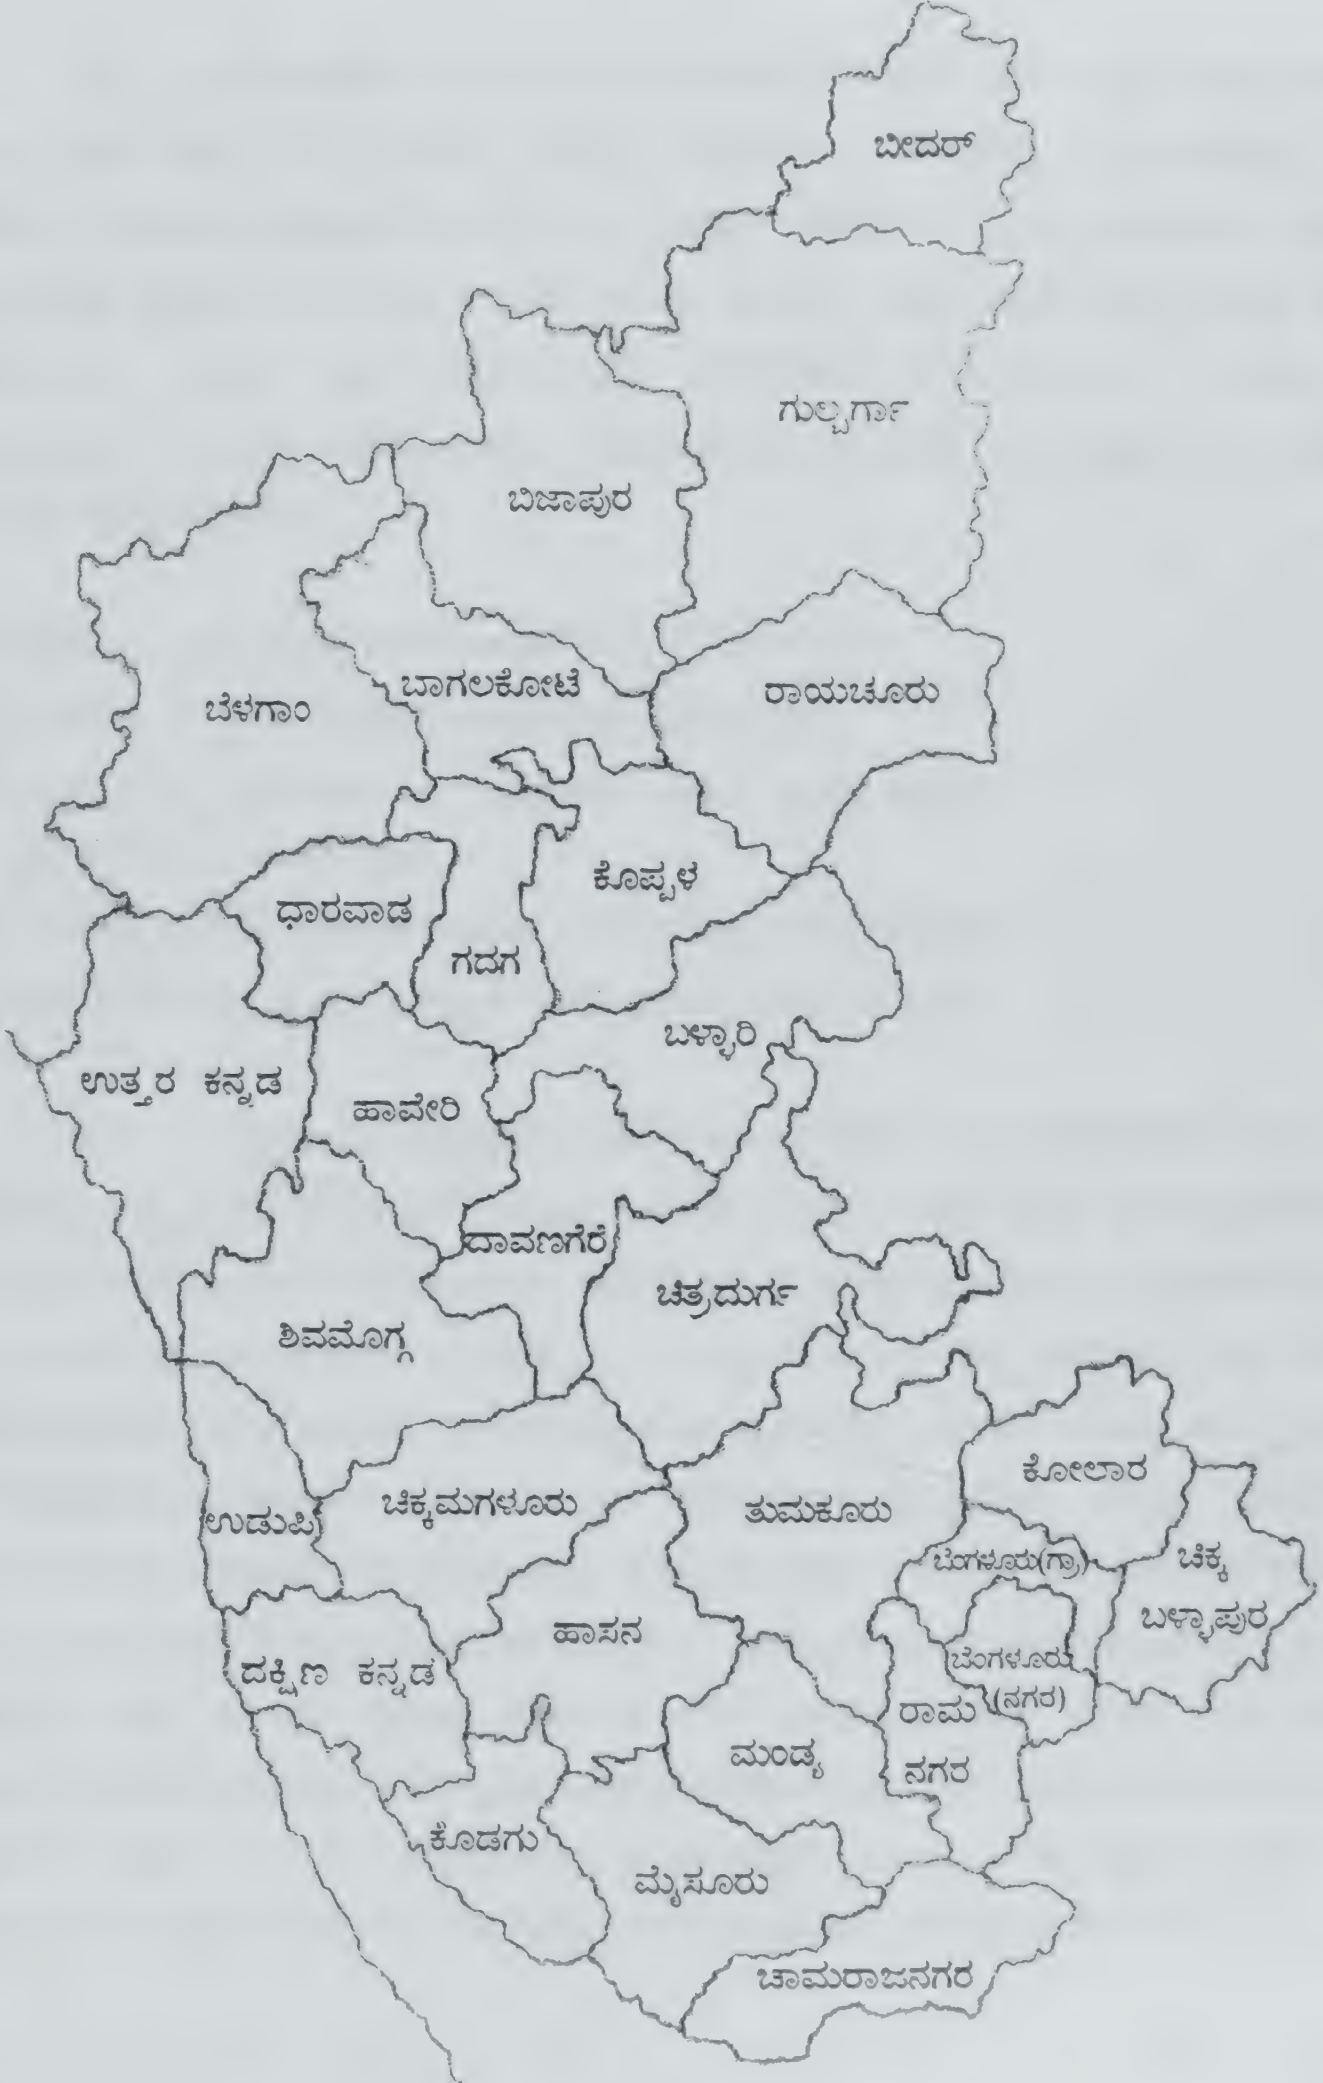 ಬೀದರ್
ಗುಲ್ಬರ್ಗಾ
ಬಿಜಾಪುರ
ಬಾಗಲಕೋಟೆ
ರಾಯಚೂರು
ಬೆಳಗಾಂ
ಕೊಪ್ಪಳ
ಧಾರವಾಡ
ಗದಗ
ಬಳ್ಳಾರಿ
ಉತ್ತರ ಕನ್ನಡ
ಹಾವೇರಿ
ದಾವಣಗೆರೆ
ಚಿತ್ರದುರ್ಗ
ಶಿವಮೊಗ್ಗ
ಕೋಲಾರ
ಚಿಕ್ಕಮಗಳೂರು
ತುಮಕೂರು
ಉಡುಪಿ
ಬೆಂಗಳೂರು(ಗ್ರಾ)
ಚಿಕ್ಕ
ಬಳ್ಳಾಪುರ
ಹಾಸನ
ಬೆಂಗಳೂರು
(ನಗರ)
ದಕ್ಷಿಣ ಕನ್ನಡ
ರಾಮ
ನಗರ
ಮಂಡ್ಯ
ಕೊಡಗು
ಮೈಸೂರು
ಚಾಮರಾಜನಗರ